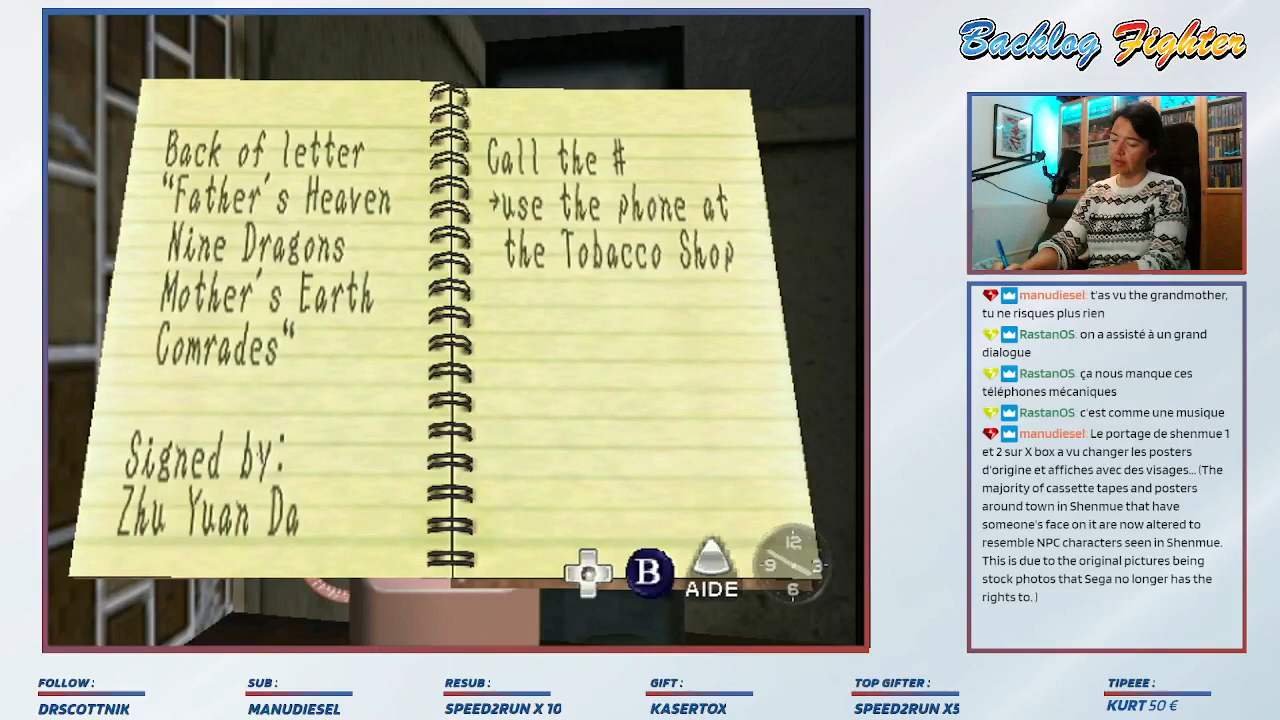 Backlog Fighter
Back of letter
"Father's Heaven
Nine Dragons
Mother's Earth
Comrades"
Signed by:
Zhu Yuan Da
Call the #
→use the phone at
the Tobacco Shop
B
AIDE
12
9
3
6
manudiesel: t'as vu the grandmother,
tu ne risques plus rien
RastanOS: on a assisté à un grand
dialogue
RastanOS: ça nous manque ces
téléphones mécaniques
RastanOS: c'est comme une musique
manudiesel: Le portage de shenmue 1
et 2 sur X box a vu changer les posters
d'origine et affiches avec des visages... (The
majority of cassette tapes and posters
around town in Shenmue that have
someone's face on it are now altered to
resemble NPC characters seen in Shenmue.
This is due to the original pictures being
stock photos that Sega no longer has the
rights to. )
FOLLOW :
DRSCOTTNIK
SUB :
MANUDIESEL
RESUB :
SPEED2RUN X 10
GIFT :
KASERTOX
TOP GIFTER :
SPEED2RUN X5
TIPEEE :
KURT 50 €